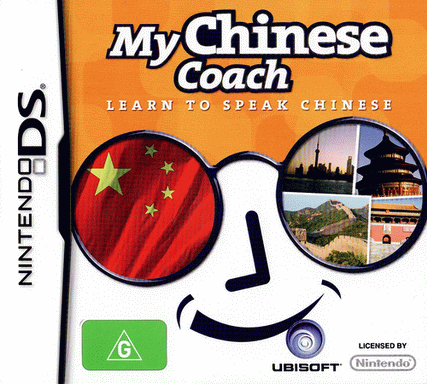 My Chinese
Coach
LEARN TO SPEAK CHINESE
NINTENDO DS
G
UBISOFT
LICENSED BY
Nintendo